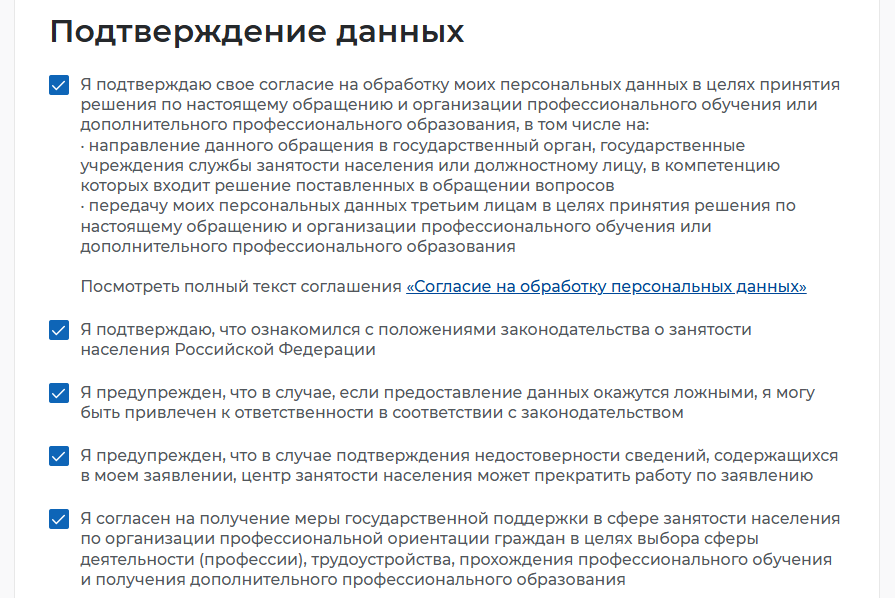 Подтверждение данных
Я подтверждаю свое согласие на обработку моих персональных данных в целях принятия
решения по настоящему обращению и организации профессионального обучения или
дополнительного профессионального образования, в том числе на:
· направление данного обращения в государственный орган, государственные
учреждения службы занятости населения или должностному лицу, в компетенцию
которых входит решение поставленных в обращении вопросов
· передачу моих персональных данных третьим лицам в целях принятия решения по
настоящему обращению и организации профессионального обучения или
дополнительного профессионального образования
Посмотреть полный текст соглашения «Согласие на обработку персональных данных»
Я подтверждаю, что ознакомился с положениями законодательства о занятости
населения Российской Федерации
Я предупрежден, что в случае, если предоставление данных окажутся ложными, я могу
быть привлечен к ответственности в соответствии с законодательством
Я предупрежден, что в случае подтверждения недостоверности сведений, содержащихся
в моем заявлении, центр занятости населения может прекратить работу по заявлению
Я согласен на получение меры государственной поддержки в сфере занятости населения
по организации профессиональной ориентации граждан в целях выбора сферы
деятельности (профессии), трудоустройства, прохождения профессионального обучения
и получения дополнительного профессионального образования